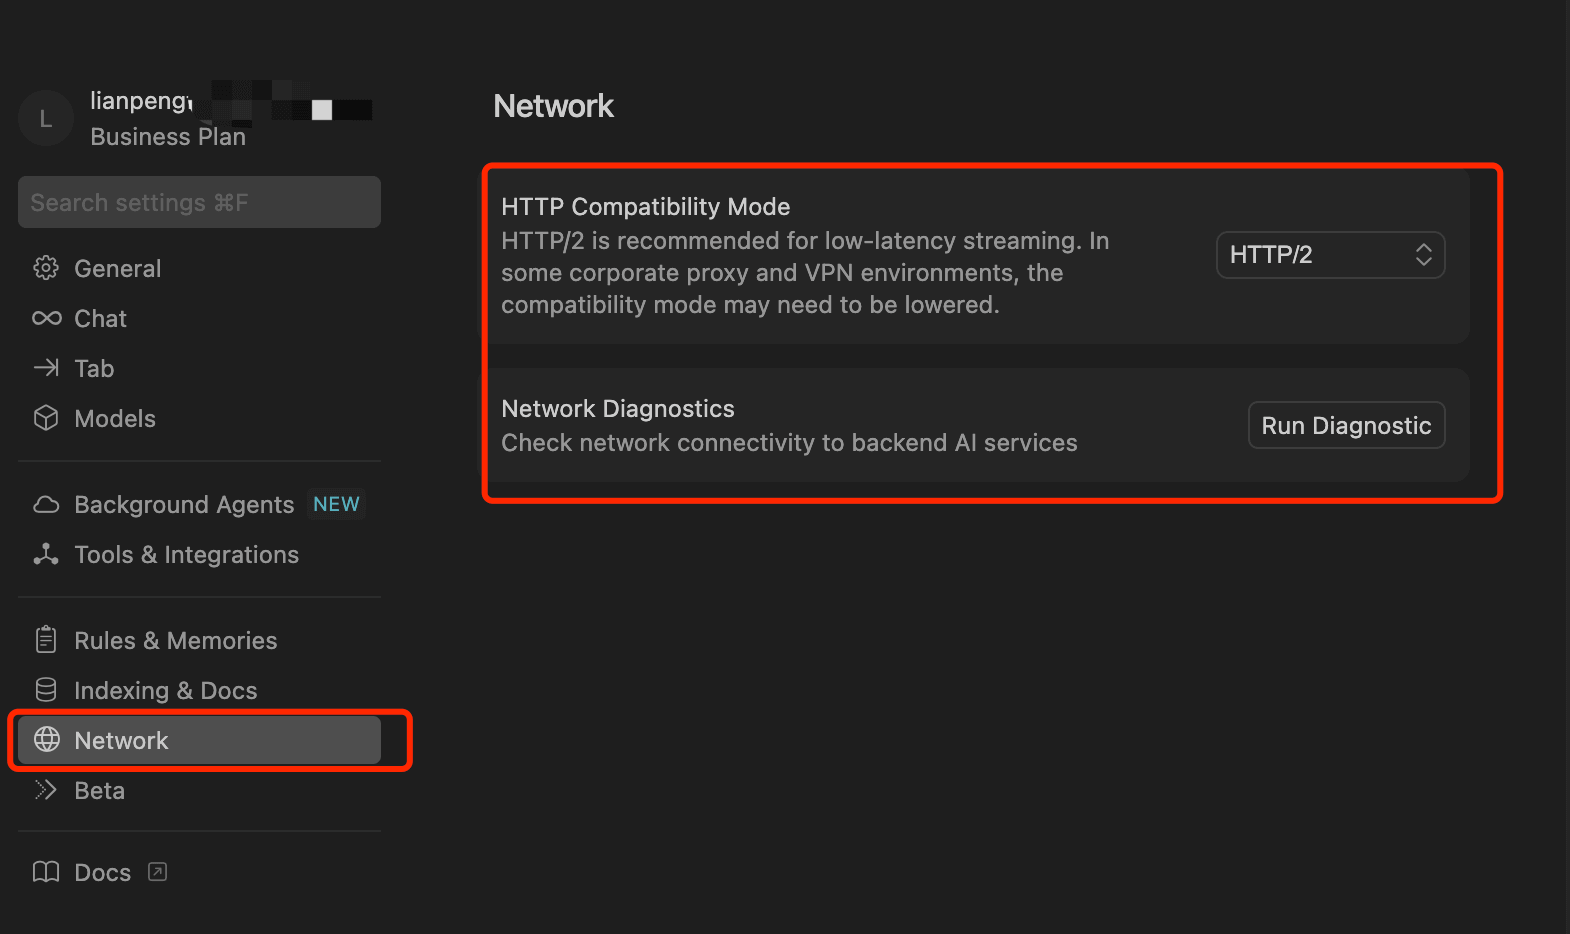 L
lianpeng
Business Plan
Search settings ⌘F
General
Chat
Tab
Models
Background Agents NEW
Tools & Integrations
Rules & Memories
Indexing & Docs
Network
Beta
Docs
Network
HTTP Compatibility Mode
HTTP/2 is recommended for low-latency streaming. In
some corporate proxy and VPN environments, the
compatibility mode may need to be lowered.
HTTP/2
Network Diagnostics
Check network connectivity to backend AI services
Run Diagnostic